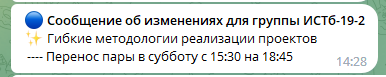 🔵 Сообщение об изменениях для группы ИСТб-19-2
✨ Гибкие методологии реализации проектов
---- Перенос пары в субботу с 15:30 на 18:45
14:28